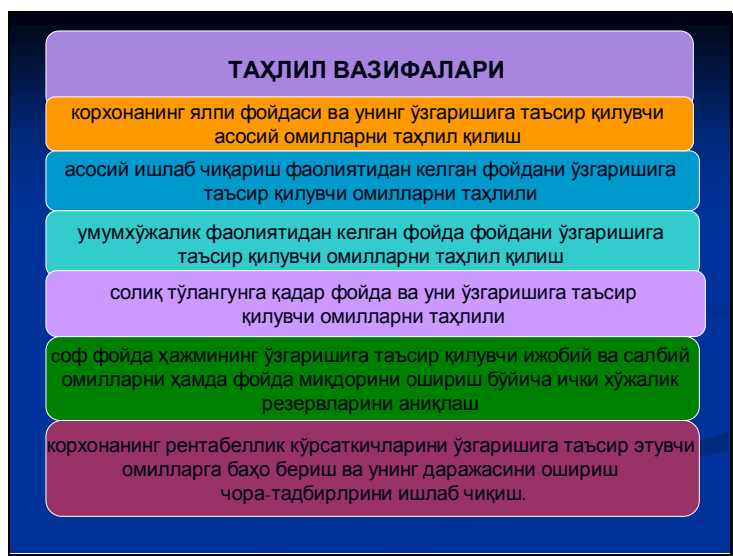 ТАҲЛИЛ ВАЗИФАЛАРИ
корхонанинг ялпи фойдаси ва унинг ўзгаришига таъсир қилувчи
асосий омилларни таҳлил қилиш
асосий ишлаб чиқариш фаолиятидан келган фойдани ўзгаришига
таъсир қилувчи омилларни таҳлили
умумхўжалик фаолиятидан келган фойда фойдани ўзгаришига
таъсир қилувчи омилларни таҳлил қилиш
солиқ тўлангунга қадар фойда ва уни ўзгаришига таъсир
қилувчи омилларни таҳлили
соф фойда ҳажмининг ўзгаришига таъсир қилувчи ижобий ва салбий
омилларни ҳамда фойда миқдорини ошириш бўйича ички хўжалик
резервларини аниқлаш
корхонанинг рентабеллик кўрсаткичларини ўзгаришига таъсир этувчи
омилларга баҳо бериш ва унинг даражасини ошириш
чора-тадбирлрини ишлаб чиқиш.